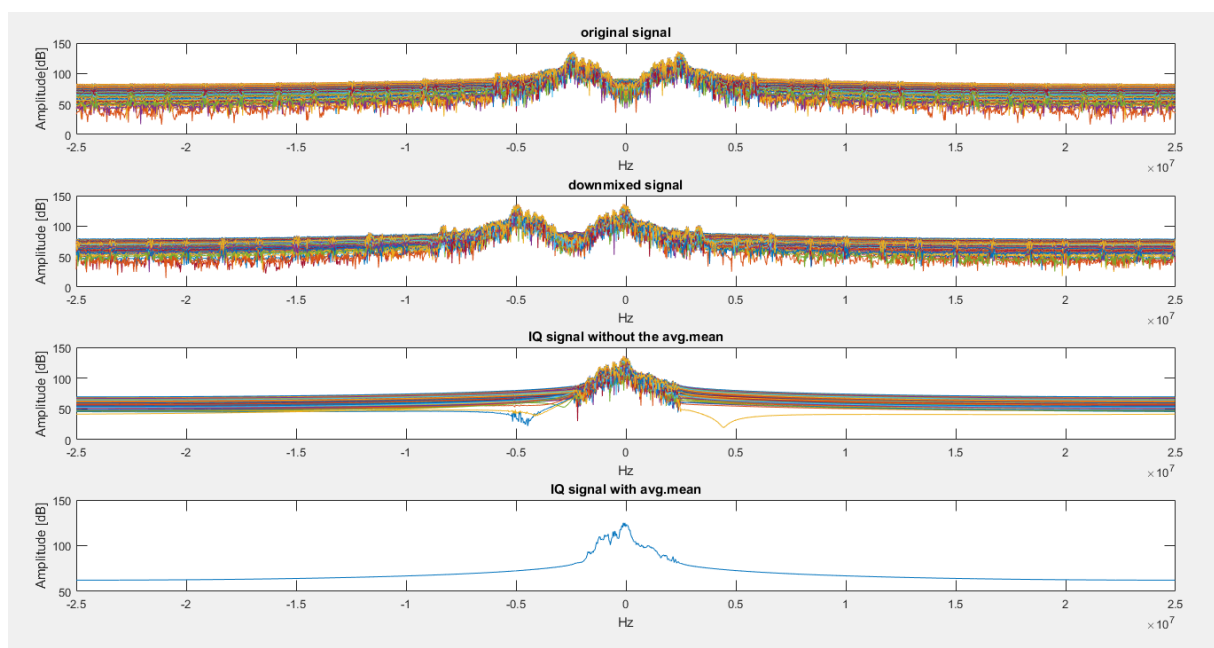 original signal
Amplitude[dB]
150
100
50
0
-2.5 -2 -1.5 -1 -0.5 0 0.5 1 1.5 2 2.5
Hz
×10^7
downmixed signal
Amplitude [dB]
150
100
50
0
-2.5 -2 -1.5 -1 -0.5 0 0.5 1 1.5 2 2.5
Hz
×10^7
IQ signal without the avg.mean
Amplitude [dB]
150
100
50
0
-2.5 -2 -1.5 -1 -0.5 0 0.5 1 1.5 2 2.5
Hz
×10^7
IQ signal with avg.mean
Amplitude [dB]
150
100
50
-2.5 -2 -1.5 -1 -0.5 0 0.5 1 1.5 2 2.5
Hz
×10^7